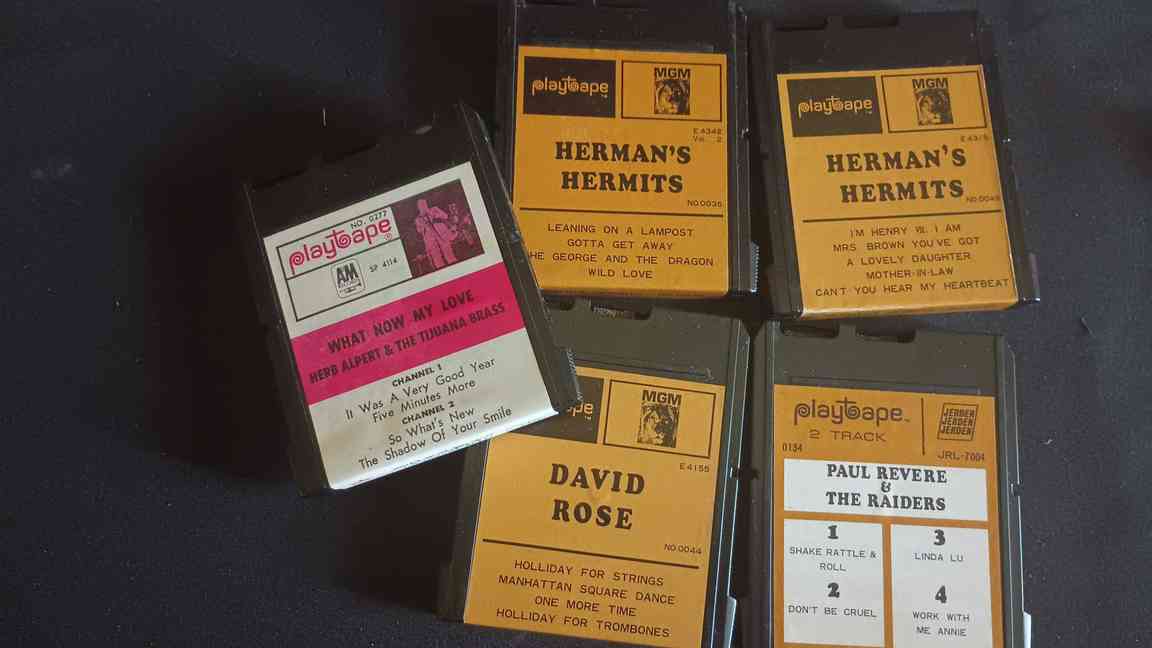 NO. 0277
playtape®
A&M
SP 4114
WHAT NOW MY LOVE
HERB ALPERT & THE TIJUANA BRASS
CHANNEL 1
It Was A Very Good Year
Five Minutes More
CHANNEL 2
So What's New
The Shadow Of Your Smile
playtape™
MGM
E 4342
Vol. 2
HERMAN'S
HERMITS
NO.0035
LEANING ON A LAMPOST
GOTTA GET AWAY
HE GEORGE AND THE DRAGON
WILD LOVE
playtape™
MGM
HERMAN'S
HERMITS
I'M HENRY VIII, I AM
MRS. BROWN YOU'VE GOT
A LOVELY DAUGHTER
MOTHER-IN-LAW
CAN'T YOU HEAR MY HEARTBEAT
pe™
MGM
E4155
DAVID
ROSE
NO.0044
HOLLIDAY FOR STRINGS
MANHATTAN SQUARE DANCE
ONE MORE TIME
HOLLIDAY FOR TROMBONES
playtape™
2 TRACK
JERDEN
JERDEN
JERDEN
0134
JRL-7004
PAUL REVERE
&
THE RAIDERS
1
SHAKE RATTLE &
ROLL
2
DON'T BE CRUEL
3
LINDA LU
4
WORK WITH
ME ANNIE